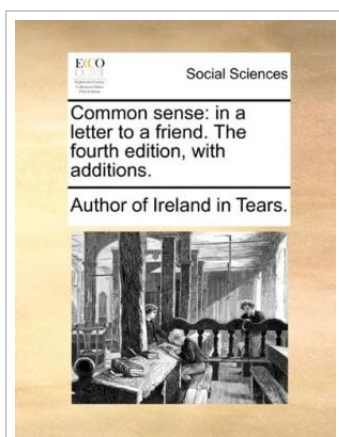 ECCO
Social Sciences
Common sense: in a
letter to a friend. The
fourth edition, with
additions.
Author of Ireland in Tears.